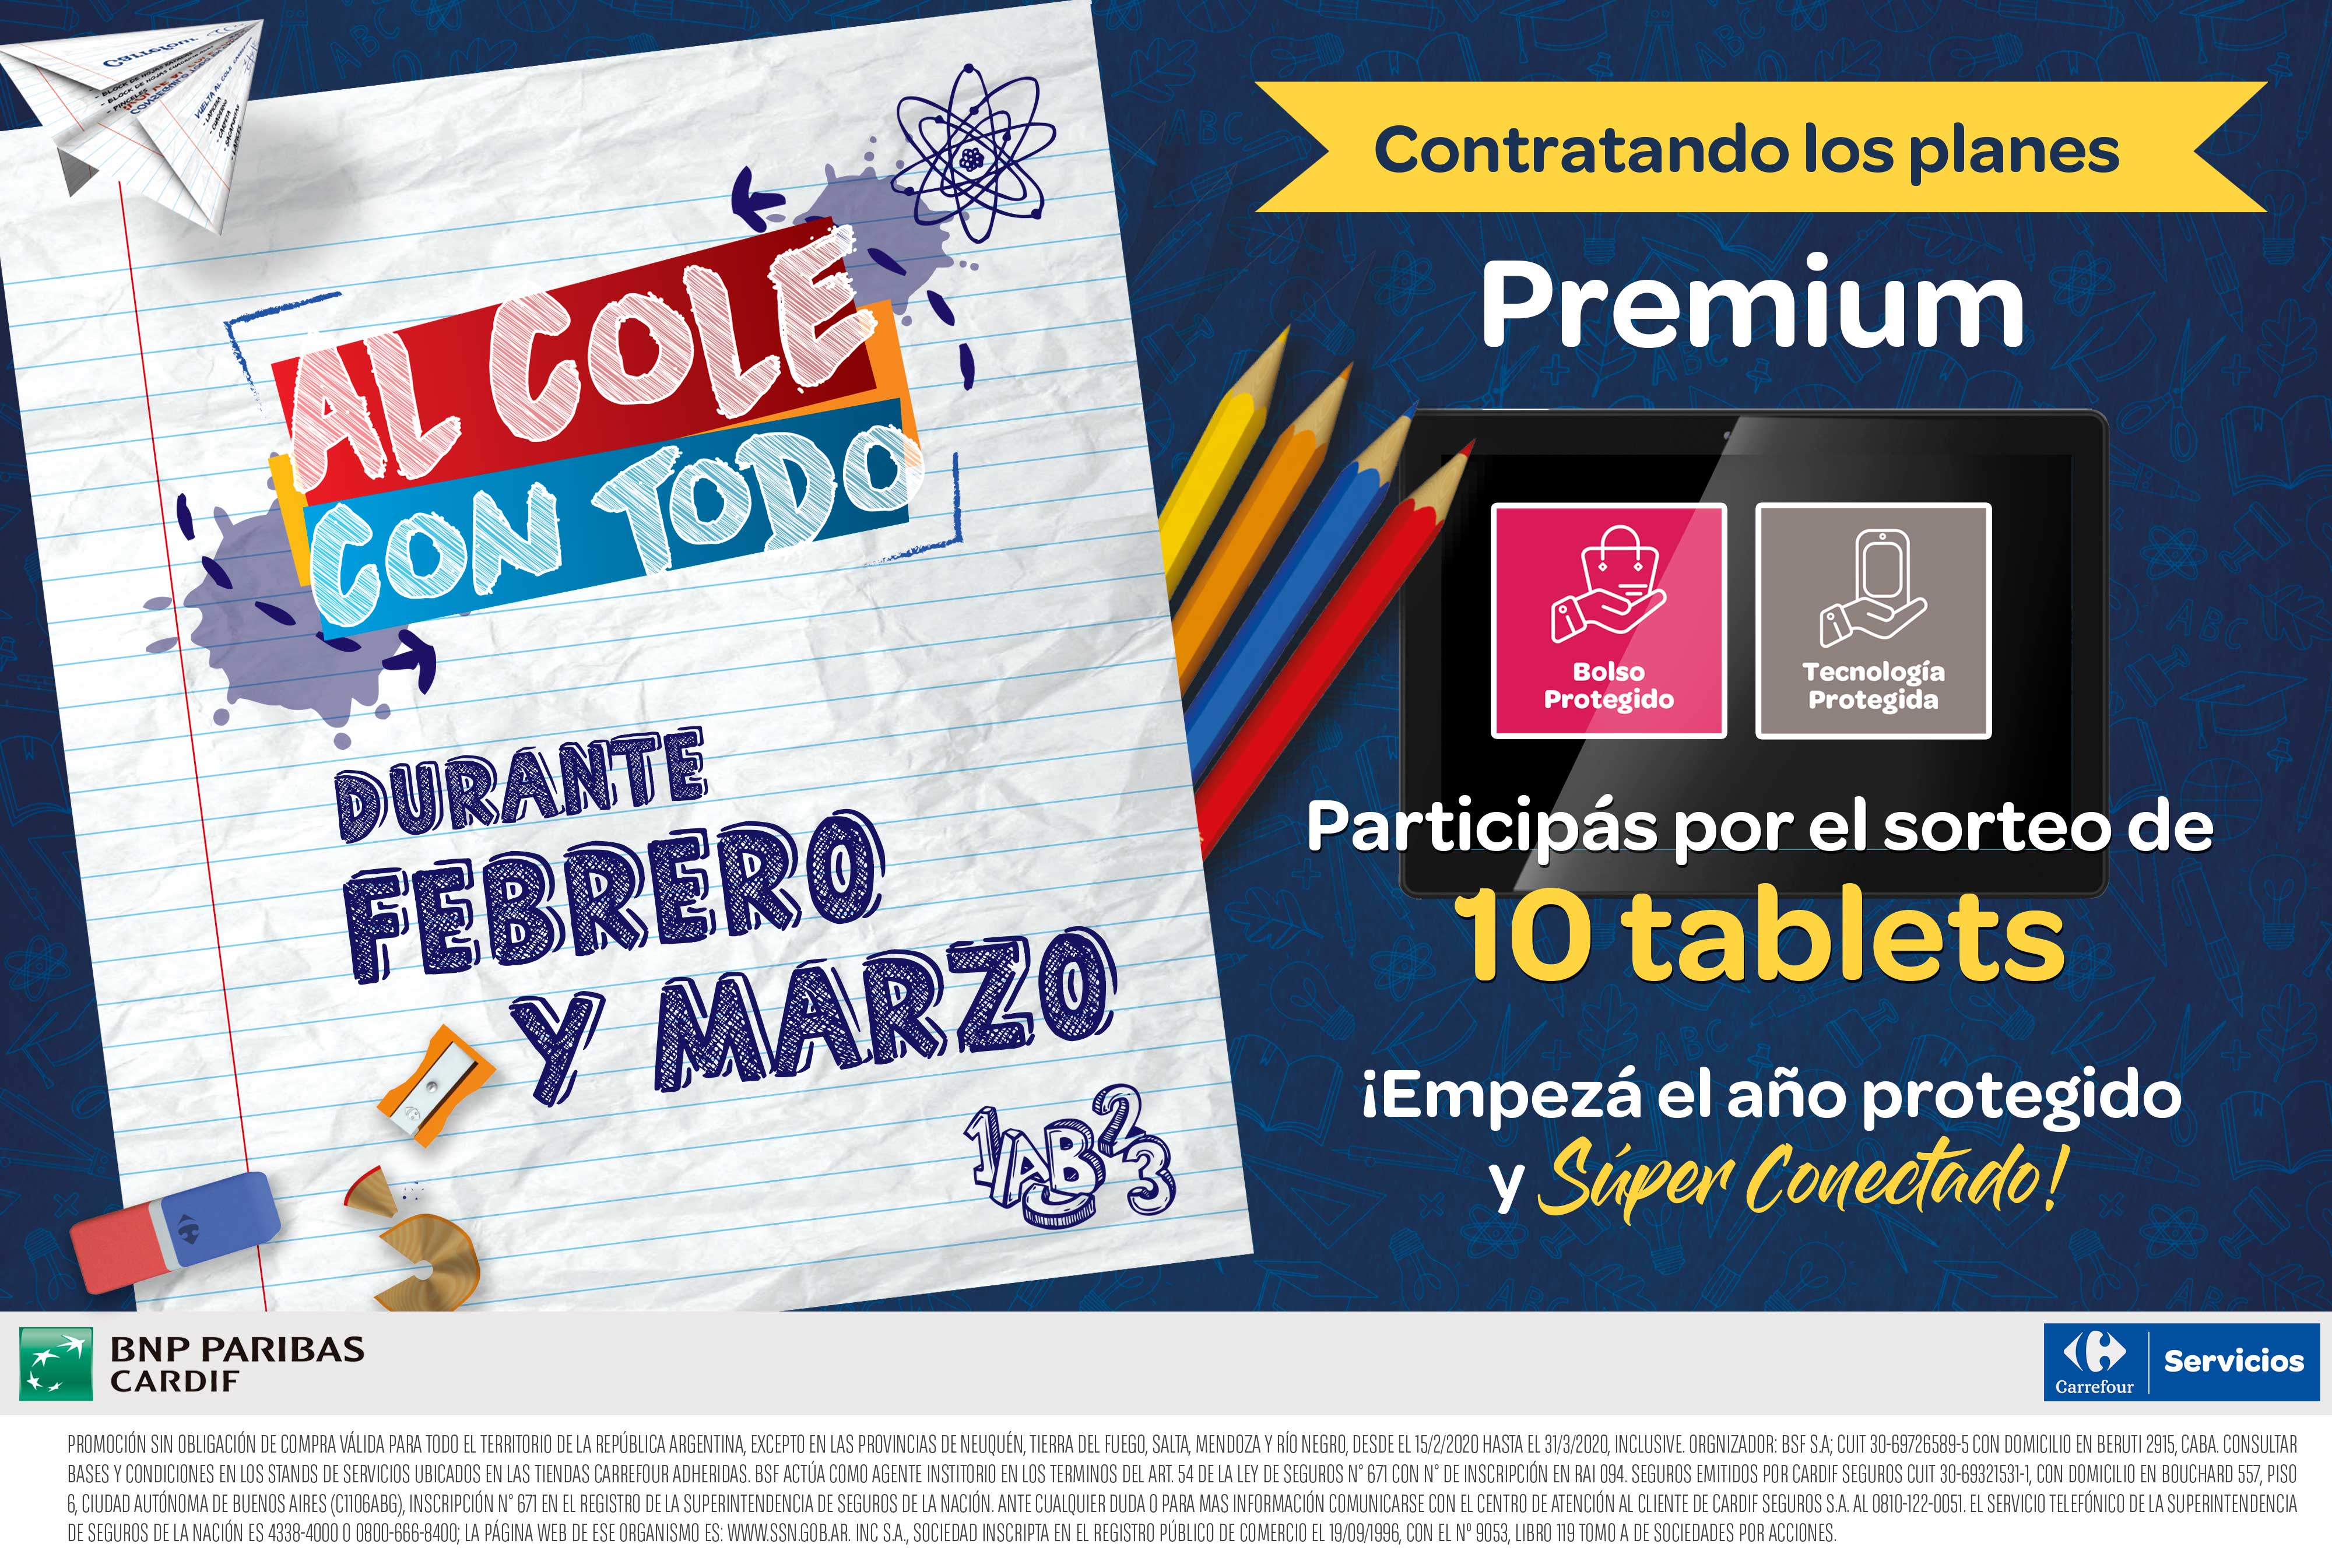 Carrefour
- BLOCK DE HOJAS
- BLOCK DE HOJAS
- PINCELES
VUELTA AL COLE
AL COLE
CON TODO
DURANTE
FEBRERO
Y MARZO
1AB23
Contratando los planes
Premium
Bolso
Protegido
Tecnología
Protegida
Participás por el sorteo de
10 tablets
¡Empezá el año protegido
y Súper Conectado!
BNP PARIBAS
CARDIF
Carrefour
Servicios
PROMOCIÓN SIN OBLIGACIÓN DE COMPRA VÁLIDA PARA TODO EL TERRITORIO DE LA REPÚBLICA ARGENTINA, EXCEPTO EN LAS PROVINCIAS DE NEUQUÉN, TIERRA DEL FUEGO, SALTA, MENDOZA Y RÍO NEGRO, DESDE EL 15/2/2020 HASTA EL 31/3/2020, INCLUSIVE. ORGNIZADOR: BSF S.A; CUIT 30-69726589-5 CON DOMICILIO EN BERUTI 2915, CABA. CONSULTAR
BASES Y CONDICIONES EN LOS STANDS DE SERVICIOS UBICADOS EN LAS TIENDAS CARREFOUR ADHERIDAS. BSF ACTÚA COMO AGENTE INSTITORIO EN LOS TERMINOS DEL ART. 54 DE LA LEY DE SEGUROS N° 671 CON N° DE INSCRIPCIÓN EN RAI 094. SEGUROS EMITIDOS POR CARDIF SEGUROS CUIT 30-69321531-1, CON DOMICILIO EN BOUCHARD 557, PISO
6, CIUDAD AUTÓNOMA DE BUENOS AIRES (C1106ABG), INSCRIPCIÓN N° 671 EN EL REGISTRO DE LA SUPERINTENDENCIA DE SEGUROS DE LA NACIÓN. ANTE CUALQUIER DUDA O PARA MAS INFORMACIÓN COMUNICARSE CON EL CENTRO DE ATENCIÓN AL CLIENTE DE CARDIF SEGUROS S.A. AL 0810-122-0051. EL SERVICIO TELEFÓNICO DE LA SUPERINTENDENCIA
DE SEGUROS DE LA NACIÓN ES 4338-4000 O 0800-666-8400; LA PÁGINA WEB DE ESE ORGANISMO ES: WWW.SSN.GOB.AR. INC S.A., SOCIEDAD INSCRIPTA EN EL REGISTRO PÚBLICO DE COMERCIO EL 19/09/1996, CON EL Nº 9053, LIBRO 119 TOMO A DE SOCIEDADES POR ACCIONES.